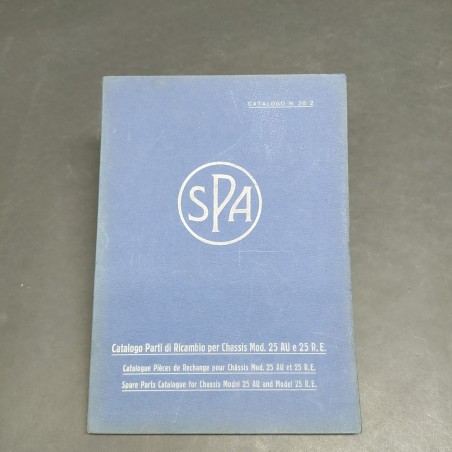 CATALOGO N. 20 2
SPA
Catalogo Parti di Ricambio per Chassis Mod. 25 AU e 25 R. E.
Catalogue Pièces de Rechange pour Châssis Mod. 25 AU et 25 R.E.
Spare Parts Catalogue for Chassis Model 25 AU and Model 25 R.E.